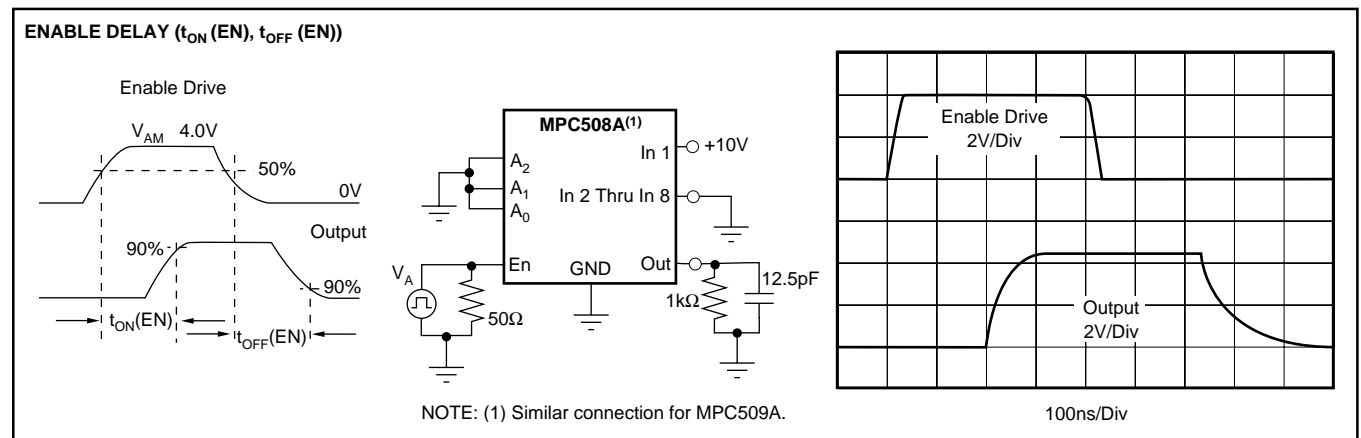 ENABLE DELAY (tON (EN), tOFF (EN))
Enable Drive
VAM 4.0V
50%
0V
Output
90%
90%
tON(EN)
tOFF(EN)
MPC508A(1)
In 1
+10V
A2
A1
A0
In 2 Thru In 8
En
GND
Out
VA
50Ω
1kΩ
12.5pF
NOTE: (1) Similar connection for MPC509A.
Enable Drive
2V/Div
Output
2V/Div
100ns/Div